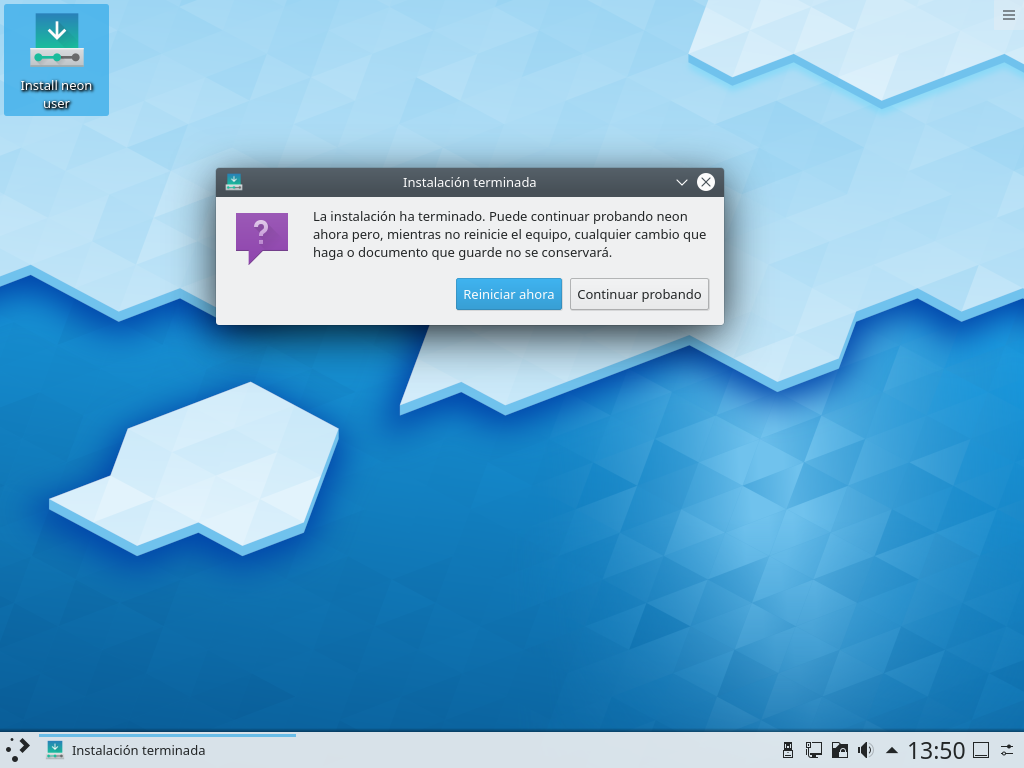 Install neon
user
Instalación terminada
?
La instalación ha terminado. Puede continuar probando neon
ahora pero, mientras no reinicie el equipo, cualquier cambio que
haga o documento que guarde no se conservará.
Reiniciar ahora
Continuar probando
Instalación terminada
13:50